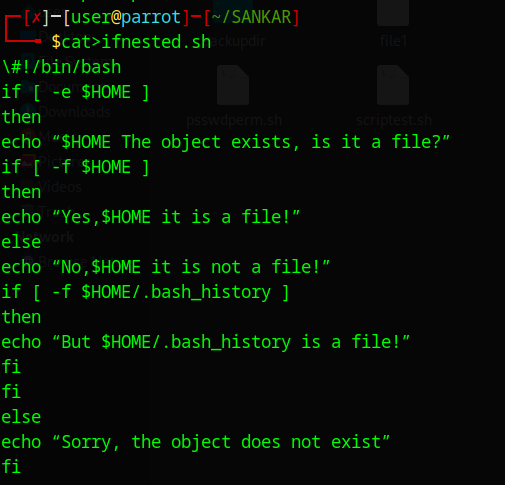 ┌─[✗]─[user@parrot]─[~/SANKAR]
└──╼ $cat>ifnested.sh
\#!/bin/bash
if [ -e $HOME ]
then
echo “$HOME The object exists, is it a file?”
if [ -f $HOME ]
then
echo “Yes,$HOME it is a file!”
else
echo “No,$HOME it is not a file!”
if [ -f $HOME/.bash_history ]
then
echo “But $HOME/.bash_history is a file!”
fi
fi
else
echo “Sorry, the object does not exist”
fi
backupdir
file1
psswdperm.sh
scriptest.sh
Downloads
Videos